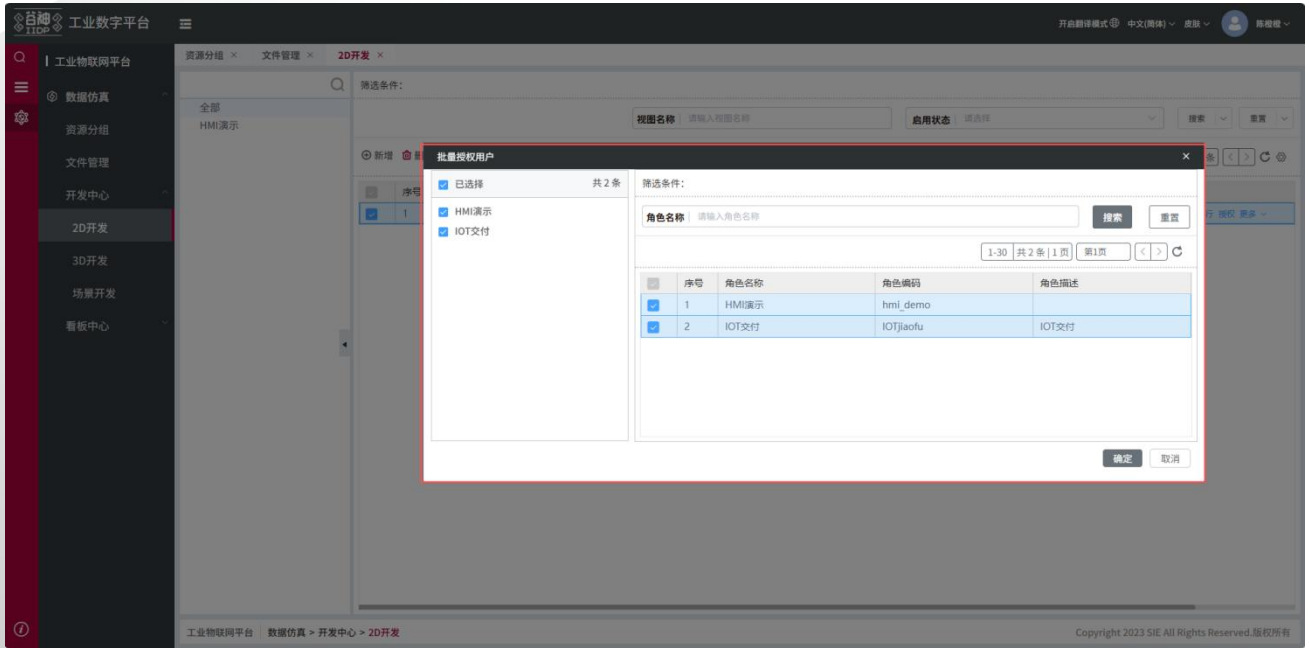 谷神 IIDP 工业数字平台 开启翻译模式 中文(简体) 皮肤 陈橙橙
工业物联网平台
数据仿真
资源分组
文件管理
开发中心
2D开发
3D开发
场景开发
看板中心
资源分组 × 文件管理 × 2D开发 ×
全部
HMI演示
筛选条件：
视图名称 请输入视图名称 启用状态 请选择 搜索 重置
新增 条
序号
1 行 授权 更多
批量授权用户 ×
已选择 共 2 条
HMI演示
IOT交付
筛选条件：
角色名称 请输入角色名称 搜索 重置
1-30 共 2 条 | 1 页 第1页 < >
序号 角色名称 角色编码 角色描述
1 HMI演示 hmi_demo
2 IOT交付 IOTjiaofu IOT交付
确定 取消
工业物联网平台 数据仿真 > 开发中心 > 2D开发 Copyright 2023 SIE All Rights Reserved.版权所有